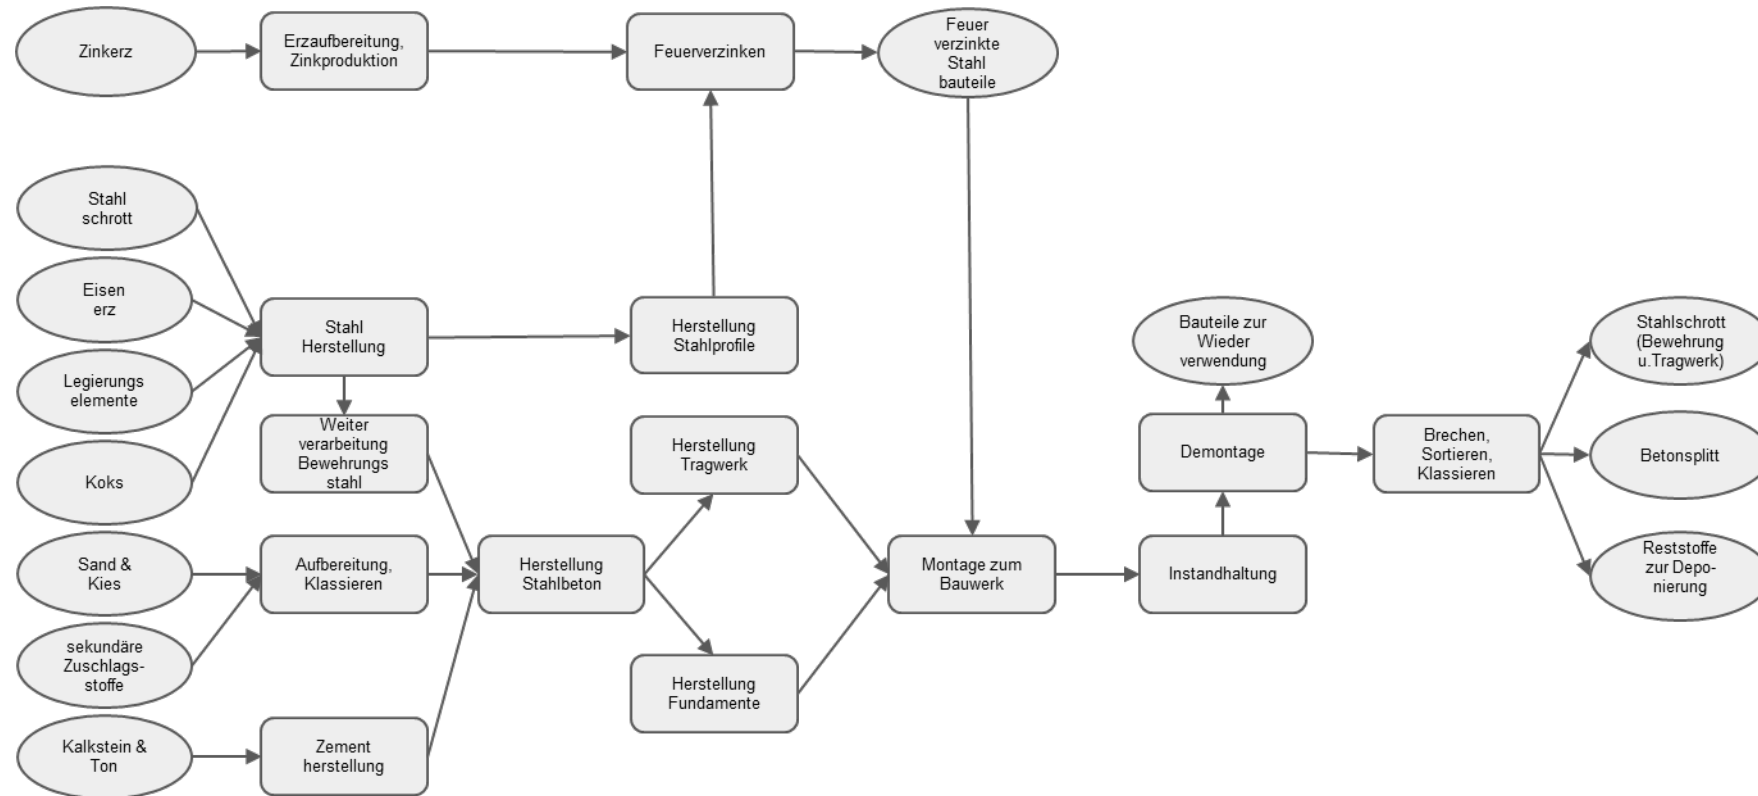 Zinkerz
Erzaufbereitung,
Zinkproduktion
Feuerverzinken
Feuer
verzinkte
Stahl
bauteile
Stahl
schrott
Eisen
erz
Legierungs
elemente
Koks
Stahl
Herstellung
Herstellung
Stahlprofile
Weiter
verarbeitung
Bewehrungs
stahl
Herstellung
Tragwerk
Bauteile zur
Wieder
verwendung
Demontage
Brechen,
Sortieren,
Klassieren
Stahlschrott
(Bewehrung
u.Tragwerk)
Betonsplitt
Reststoffe
zur Depo-
nierung
Sand &
Kies
Aufbereitung,
Klassieren
Herstellung
Stahlbeton
Montage zum
Bauwerk
Instandhaltung
sekundäre
Zuschlags-
stoffe
Herstellung
Fundamente
Kalkstein &
Ton
Zement
herstellung